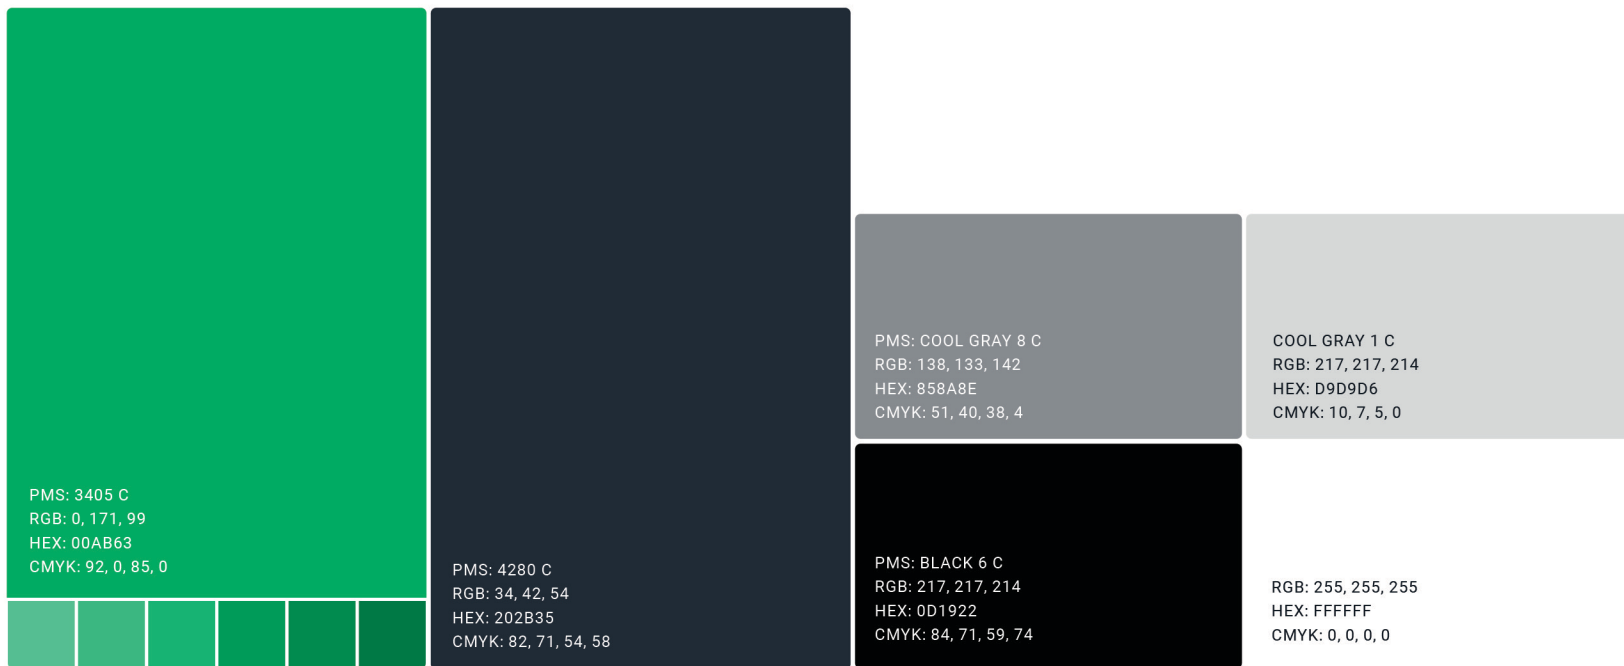 PMS: 3405 C
RGB: 0, 171, 99
HEX: 00AB63
CMYK: 92, 0, 85, 0
PMS: 4280 C
RGB: 34, 42, 54
HEX: 202B35
CMYK: 82, 71, 54, 58
PMS: COOL GRAY 8 C
RGB: 138, 133, 142
HEX: 858A8E
CMYK: 51, 40, 38, 4
COOL GRAY 1 C
RGB: 217, 217, 214
HEX: D9D9D6
CMYK: 10, 7, 5, 0
PMS: BLACK 6 C
RGB: 217, 217, 214
HEX: 0D1922
CMYK: 84, 71, 59, 74
RGB: 255, 255, 255
HEX: FFFFFF
CMYK: 0, 0, 0, 0